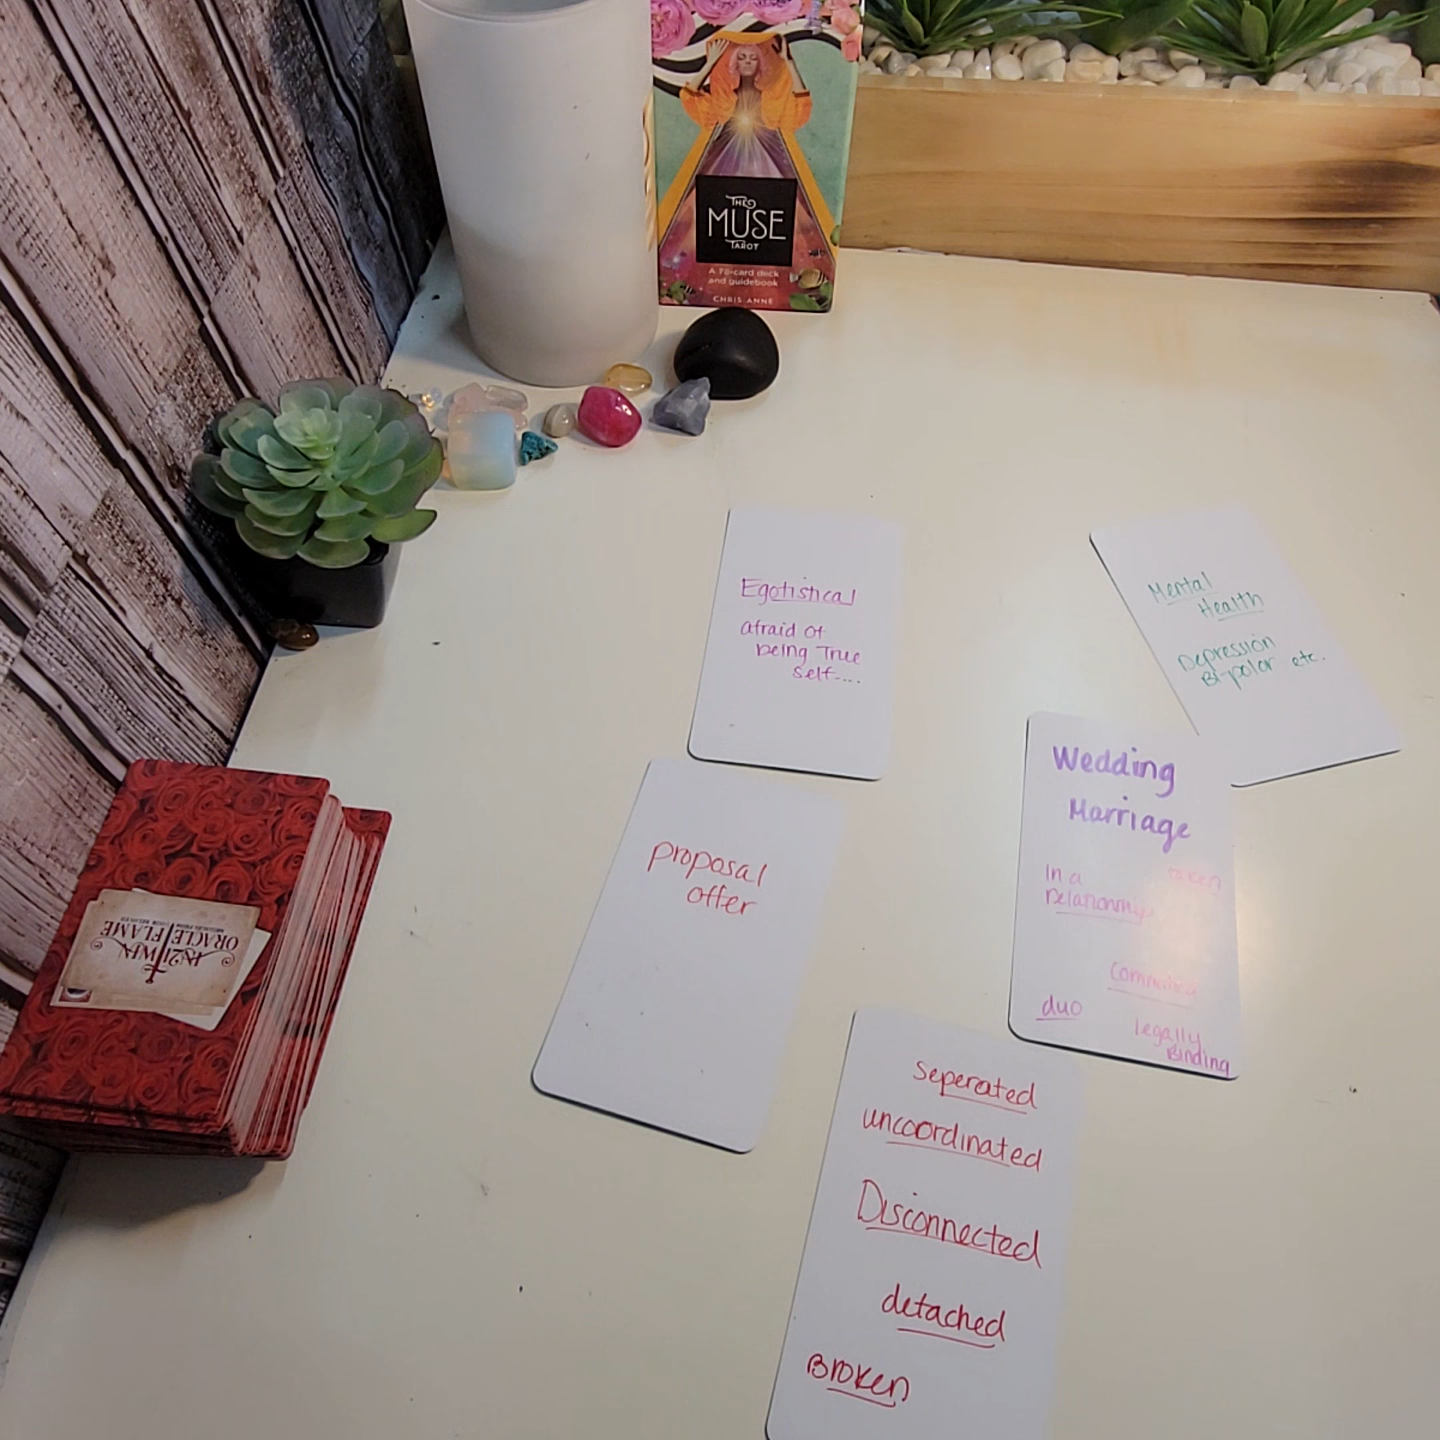 THE
MUSE
TAROT
A 78-card deck
and guidebook
CHRIS ANNE
Egotistical
afraid of
being True
self....
Mental
Health
Depression
Bi-polar etc.
Wedding
Marriage
In a
Relationship
taken
duo
legally
Binding
proposal
offer
seperated
uncoordinated
Disconnected
detached
Broken
ORACLE FLAME